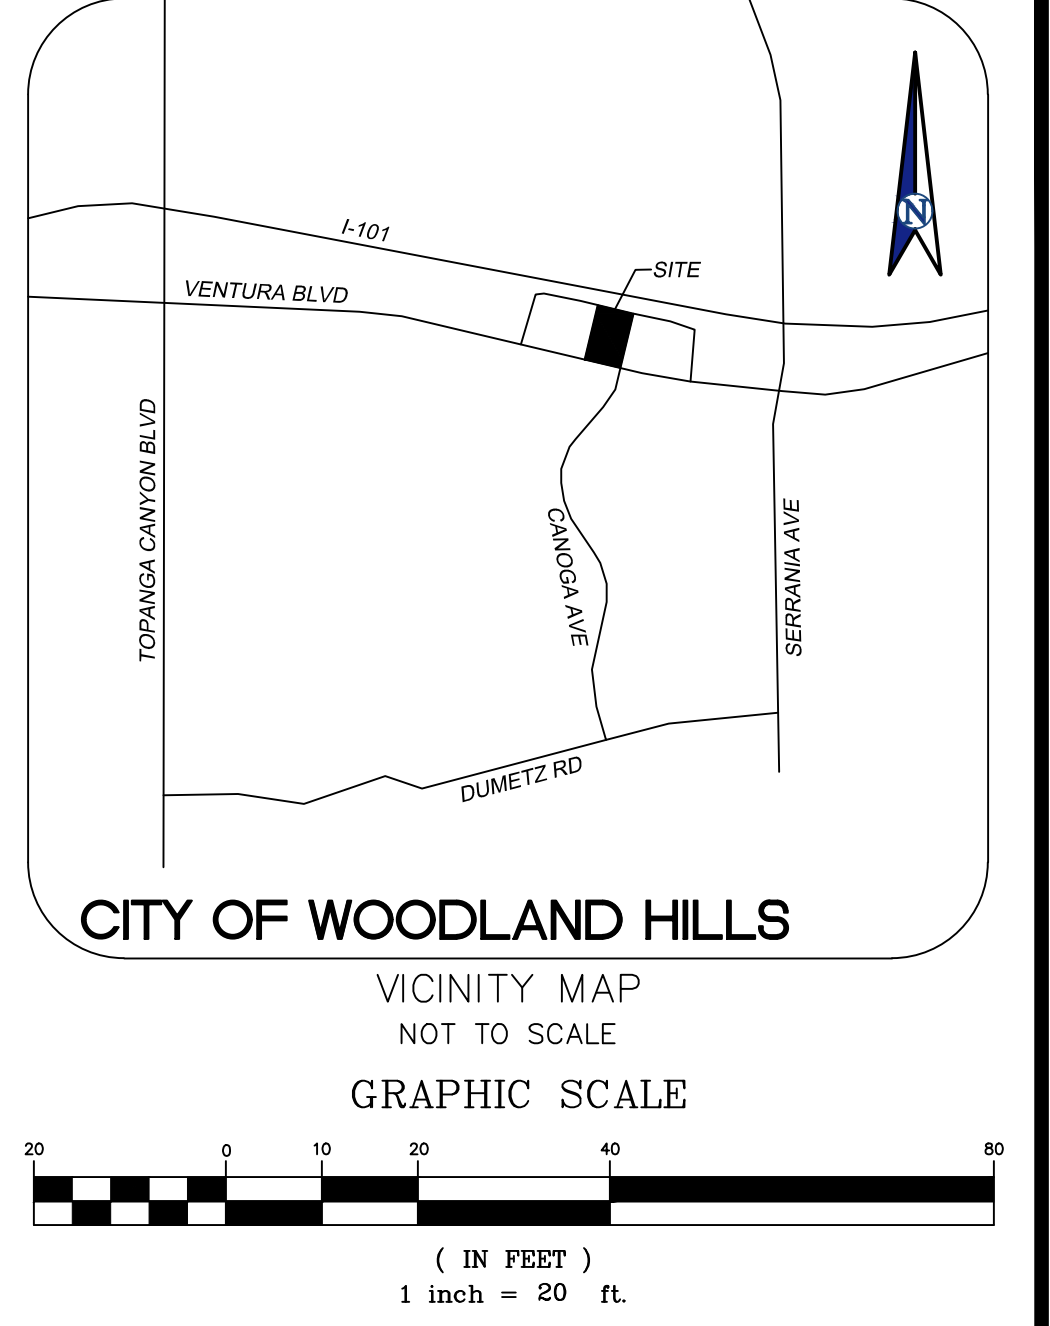 N
I-101
SITE
VENTURA BLVD
TOPANGA CANYON BLVD
CANOGA AVE
SERRANIA AVE
DUMETZ RD
CITY OF WOODLAND HILLS
VICINITY MAP
NOT TO SCALE
GRAPHIC SCALE
20 0 10 20 40 80
( IN FEET )
1 inch = 20 ft.